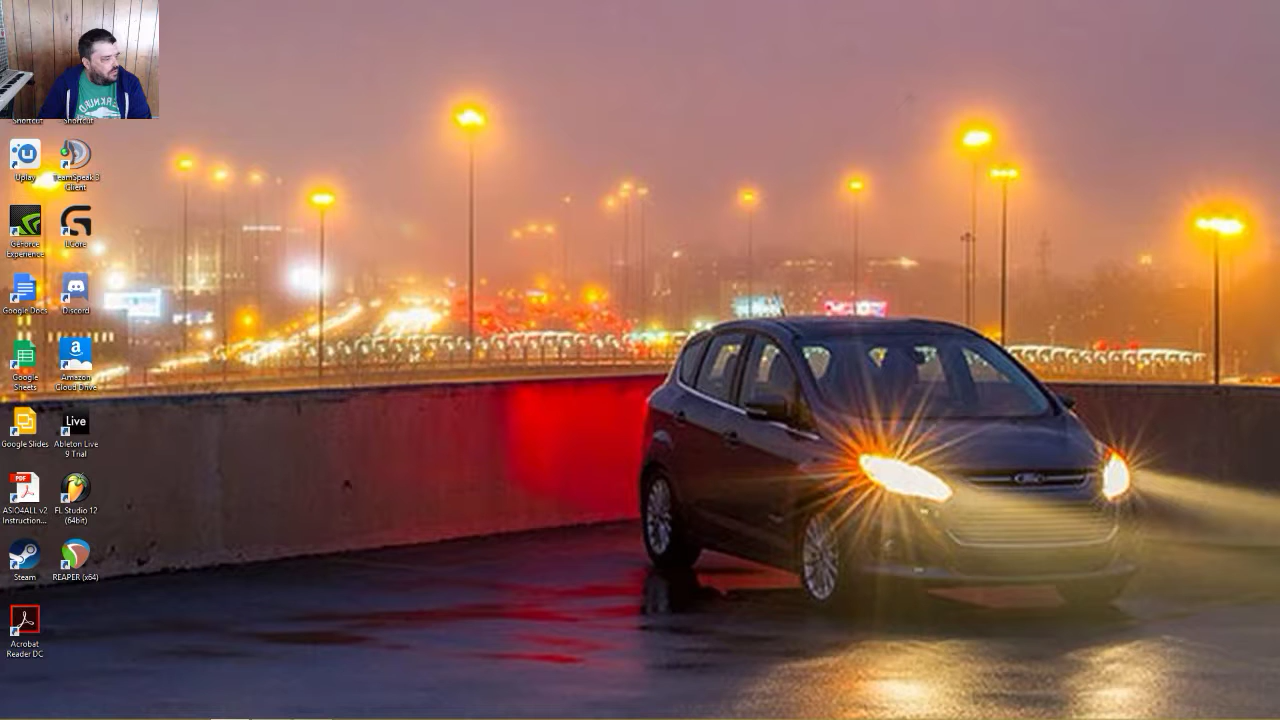 Shortcut
Shortcut
Uplay
TeamSpeak 3
Client
GeForce
Experience
LCore
Google Docs
Discord
Google
Sheets
Amazon
Cloud Drive
Google Slides
Live
Ableton Live
9 Trial
PDF
ASIO4ALL v2
Instruction...
FL Studio 12
(64bit)
Steam
REAPER (x64)
Acrobat
Reader DC